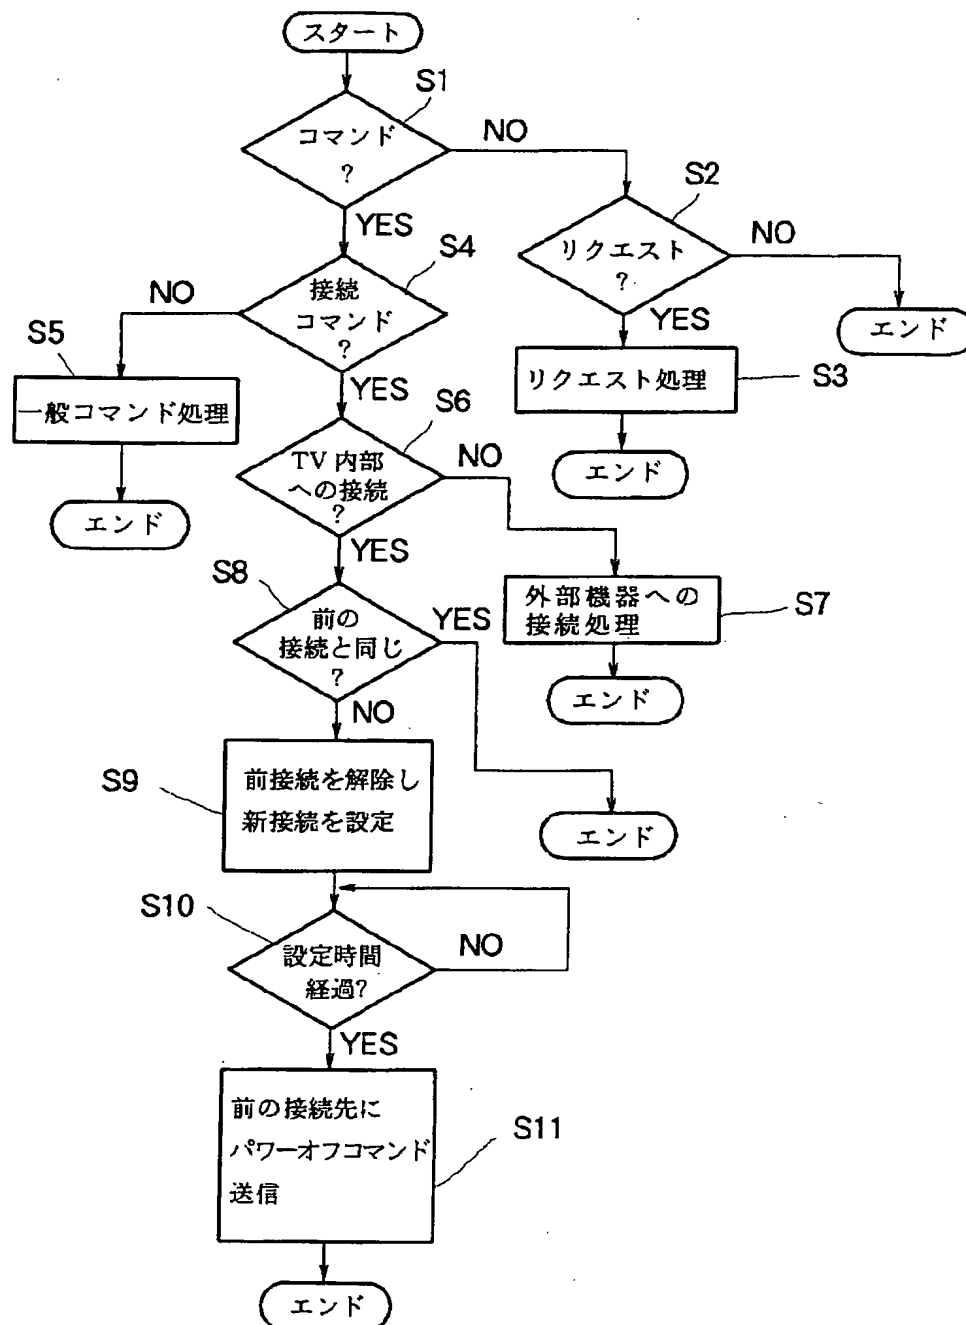 スタート
S1
コマンド
?
NO
YES
S2
リクエスト
?
NO
エンド
YES
リクエスト処理
S3
エンド
S4
接続
コマンド
?
NO
S5
一般コマンド処理
エンド
YES
S6
TV内部
への接続
?
NO
外部機器への
接続処理
S7
エンド
YES
S8
前の
接続と同じ
?
YES
エンド
NO
S9
前接続を解除し
新接続を設定
S10
設定時間
経過?
NO
YES
前の接続先に
パワーオフコマンド
送信
S11
エンド